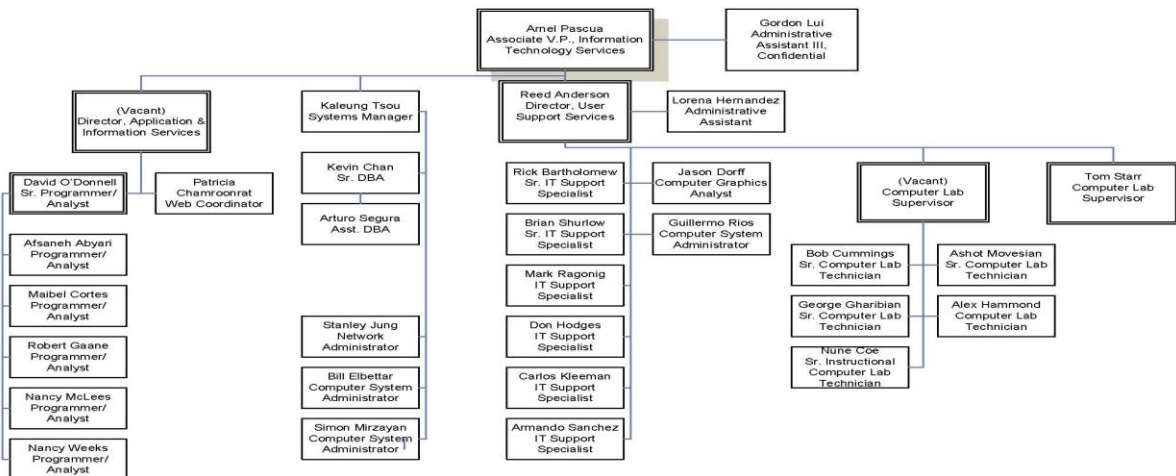 Arnel Pascua
Associate V.P., Information
Technology Services
Gordon Lui
Administrative
Assistant III,
Confidential
(Vacant)
Director, Application &
Information Services
Kaleung Tsou
Systems Manager
Reed Anderson
Director, User
Support Services
Lorena Hernandez
Administrative
Assistant
David O'Donnell
Sr. Programmer/
Analyst
Patricia
Chamroonrat
Web Coordinator
Afsaneh Abyari
Programmer/
Analyst
Maibel Cortes
Programmer/
Analyst
Robert Gaane
Programmer/
Analyst
Nancy McLees
Programmer/
Analyst
Nancy Weeks
Programmer/
Analyst
Kevin Chan
Sr. DBA
Arturo Segura
Asst. DBA
Stanley Jung
Network
Administrator
Bill Elbettar
Computer System
Administrator
Simon Mirzayan
Computer System
Administrator
Rick Bartholomew
Sr. IT Support
Specialist
Jason Dorff
Computer Graphics
Analyst
Brian Shurlow
Sr. IT Support
Specialist
Guillermo Rios
Computer System
Administrator
Mark Ragonig
IT Support
Specialist
Don Hodges
IT Support
Specialist
Carlos Kleeman
IT Support
Specialist
Armando Sanchez
IT Support
Specialist
(Vacant)
Computer Lab
Supervisor
Tom Starr
Computer Lab
Supervisor
Bob Cummings
Sr. Computer Lab
Technician
Ashot Movesian
Sr. Computer Lab
Technician
George Gharibian
Sr. Computer Lab
Technician
Alex Hammond
Computer Lab
Technician
Nune Coe
Sr. Instructional
Computer Lab
Technician